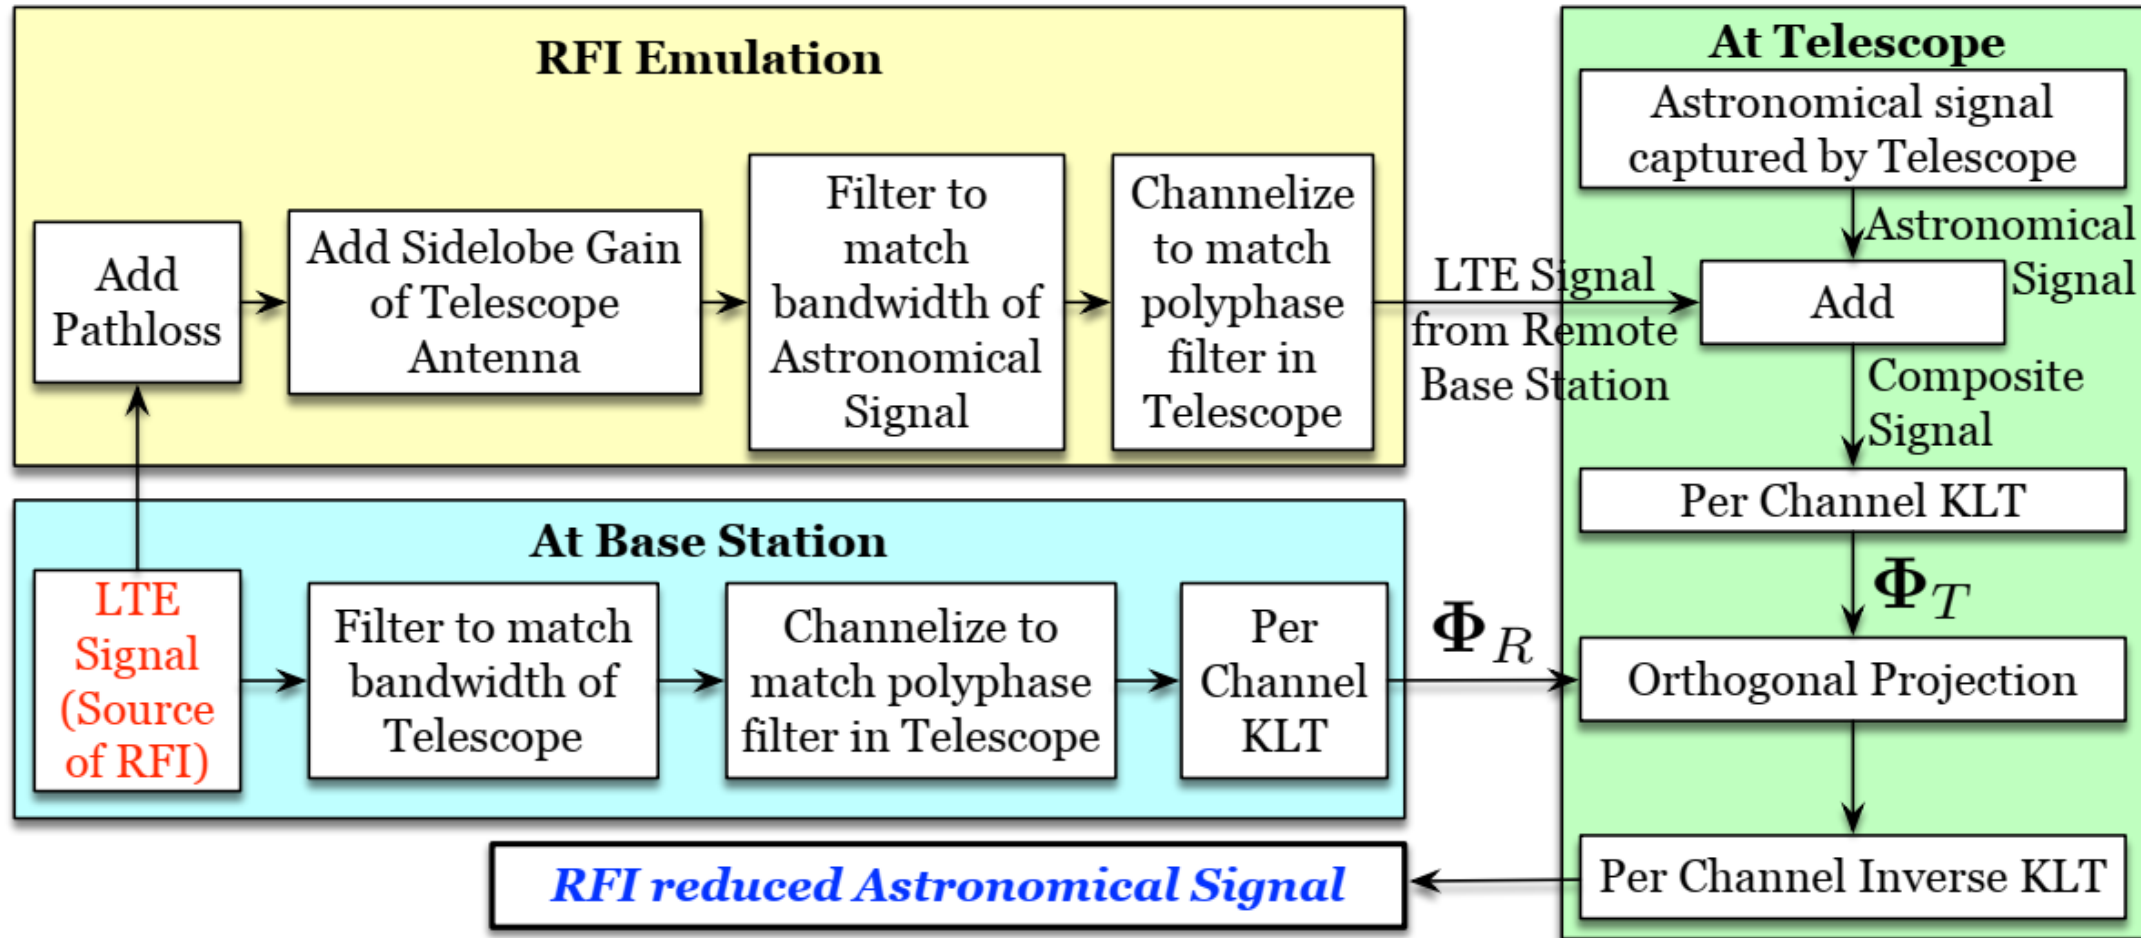 RFI Emulation
Add
Pathloss
Add Sidelobe Gain
of Telescope
Antenna
Filter to
match
bandwidth of
Astronomical
Signal
Channelize
to match
polyphase
filter in
Telescope
LTE Signal
from Remote
Base Station
At Telescope
Astronomical signal
captured by Telescope
Astronomical
Signal
Add
Composite
Signal
Per Channel KLT
Φ_T
Orthogonal Projection
Per Channel Inverse KLT
At Base Station
LTE
Signal
(Source
of RFI)
Filter to match
bandwidth of
Telescope
Channelize to
match polyphase
filter in Telescope
Per
Channel
KLT
Φ_R
RFI reduced Astronomical Signal